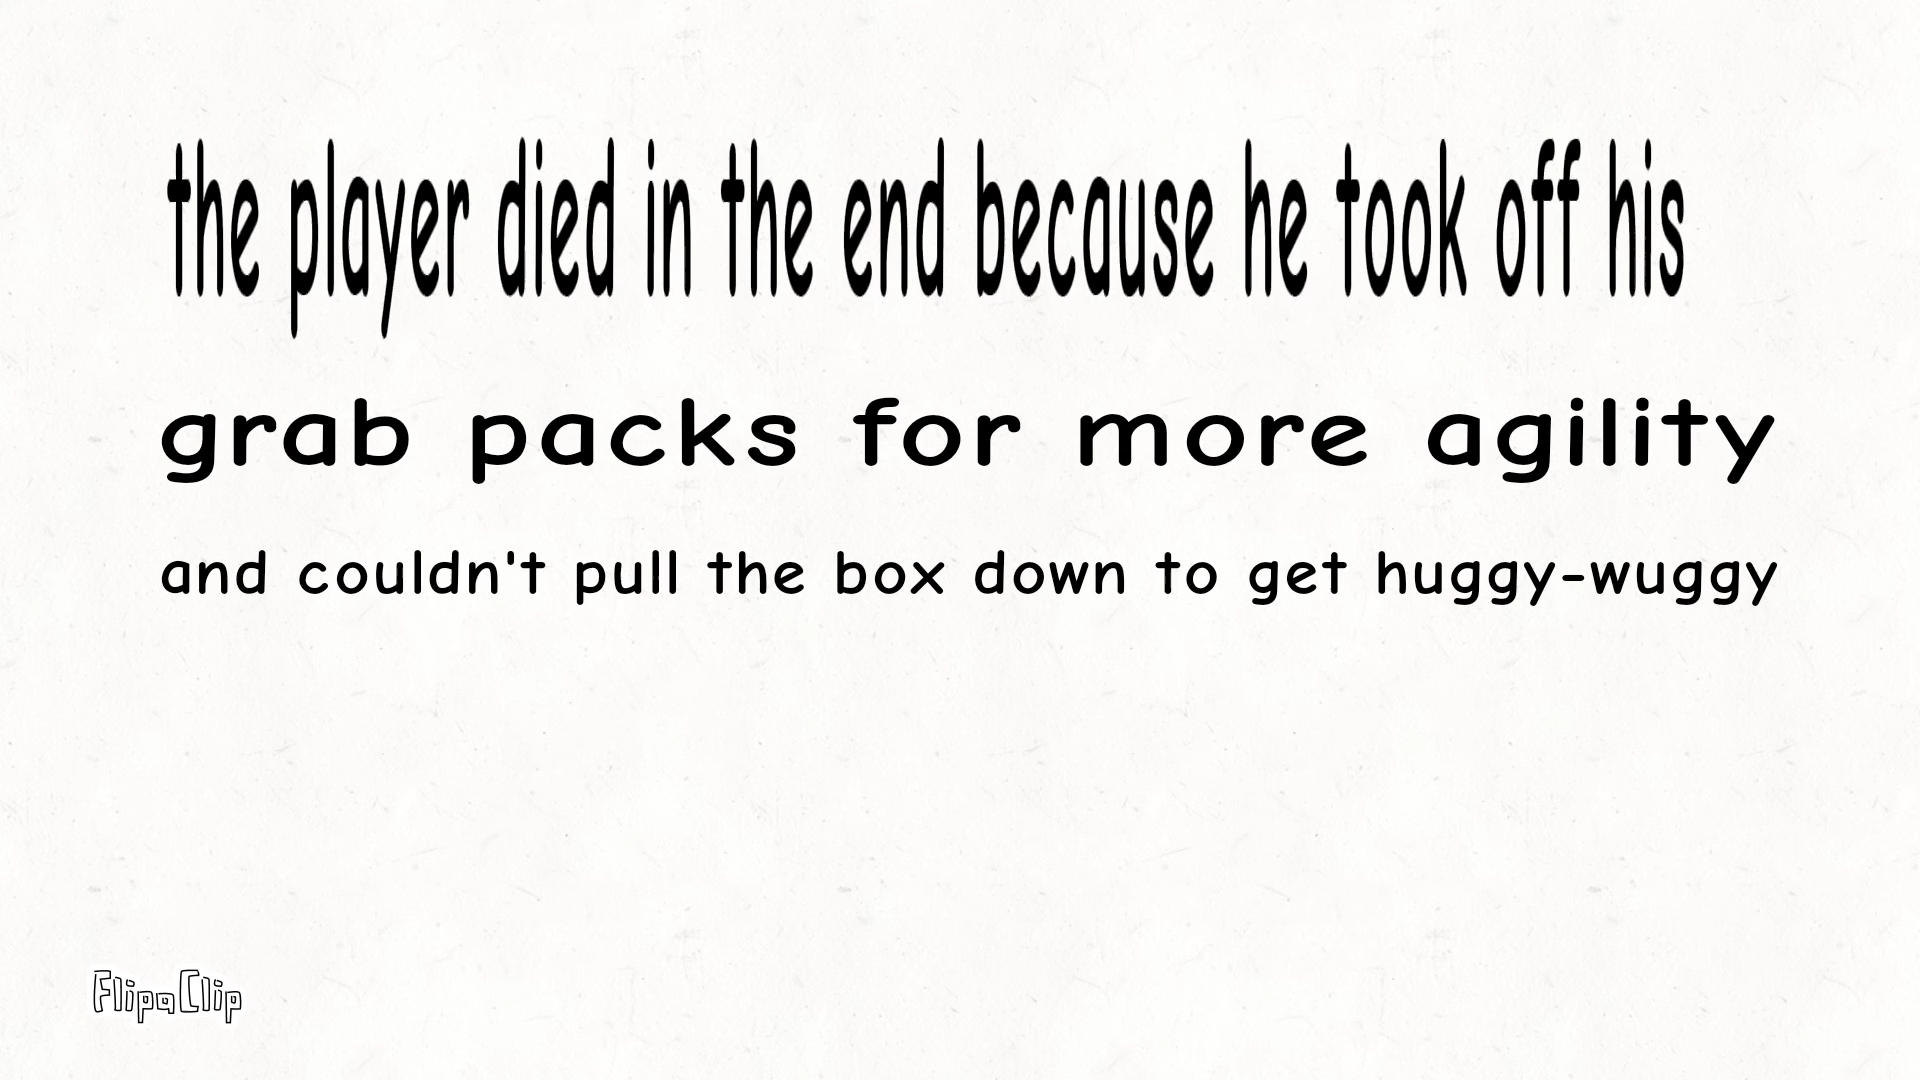 the player died in the end because he took off his
grab packs for more agility
and couldn't pull the box down to get huggy-wuggy
FlipaClip